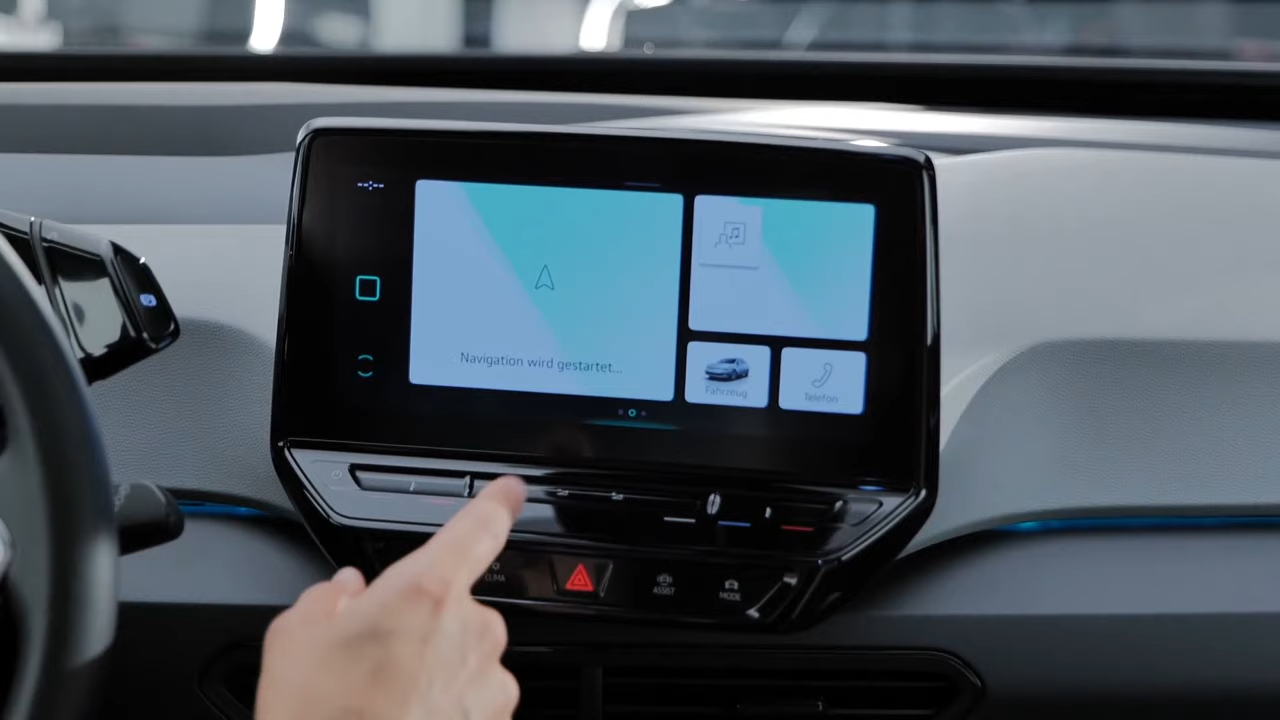 Navigation wird gestartet...
Fahrzeug
Telefon
CLIMA
ASSIST
MODE